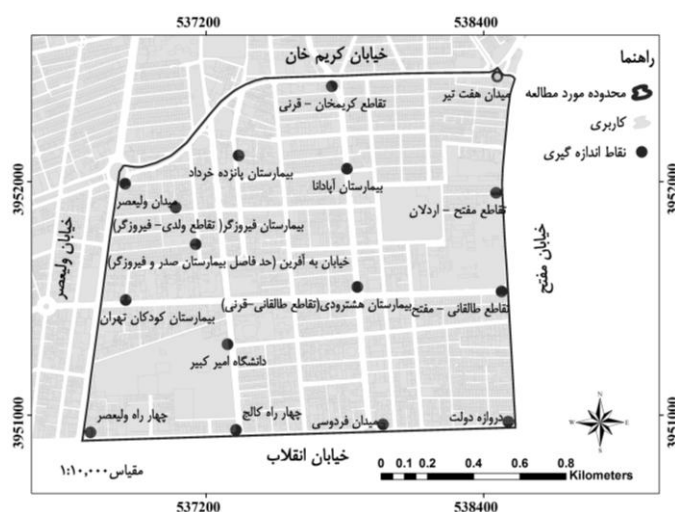 537200
538400
خیابان کریم خان
راهنما
محدوده مورد مطالعه
کاربری
نقاط اندازه گیری
میدان هفت تیر
تقاطع کریمخان - قرنی
بیمارستان پانزده خرداد
بیمارستان آپادانا
3952000
3952000
میدان ولیعصر
تقاطع مفتح - اردلان
بیمارستان فیروزگر( تقاطع ولدی- فیروزگر)
خیابان ولیعصر
خیابان مفتح
خیابان به آفرین (حد فاصل بیمارستان صدر و فیروزگر)
بیمارستان هشترودی(تقاطع طالقانی-قرنی)
تقاطع طالقانی - مفتح
بیمارستان کودکان تهران
دانشگاه امیر کبیر
3951000
3951000
چهار راه ولیعصر
چهار راه کالج
میدان فردوسی
دروازه دولت
خیابان انقلاب
مقیاس ۱:۱۰,۰۰۰
N
W
E
S
0 0.1 0.2 0.4 0.6 0.8
Kilometers
537200
538400